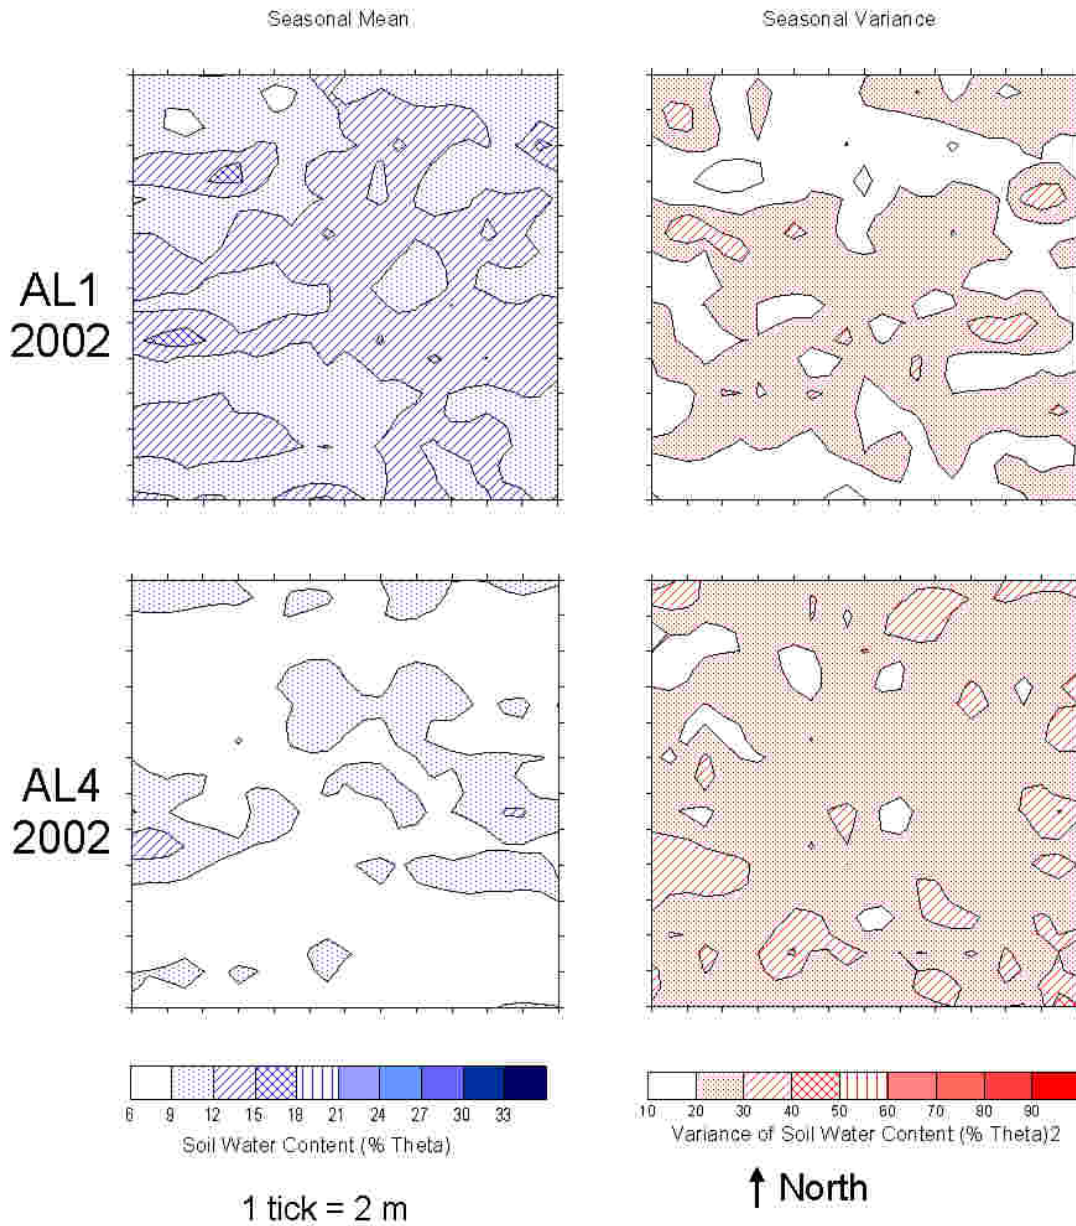 Seasonal Mean
Seasonal Variance
AL1
2002
AL4
2002
6 9 12 15 18 21 24 27 30 33
Soil Water Content (% Theta)
10 20 30 40 50 60 70 80 90
Variance of Soil Water Content (% Theta)2
1 tick = 2 m
↑ North